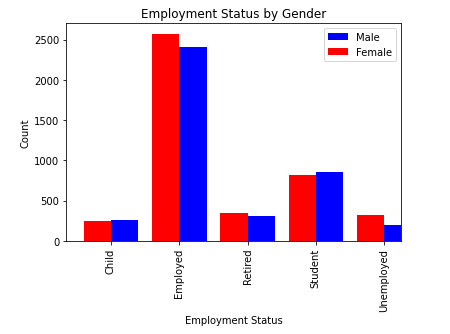 Employment Status by Gender
Male
Female
2500
2000
1500
1000
500
0
Count
Child
Employed
Retired
Student
Unemployed
Employment Status